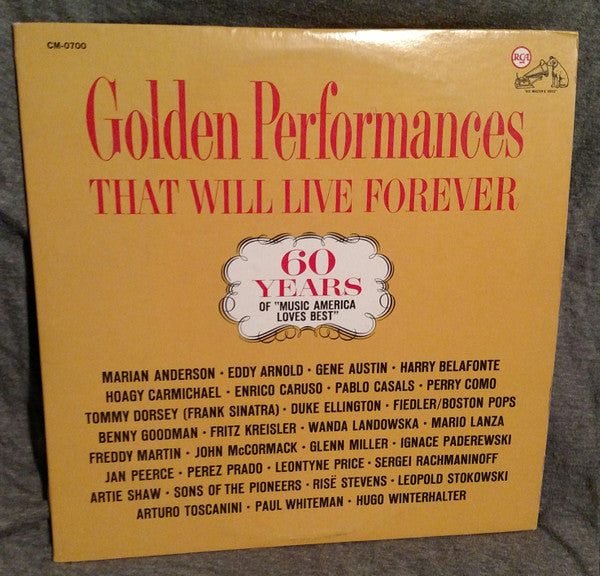 CM-0700
RCA
"HIS MASTER'S VOICE"
Golden Performances
THAT WILL LIVE FOREVER
60
YEARS
OF "MUSIC AMERICA
LOVES BEST"
MARIAN ANDERSON · EDDY ARNOLD · GENE AUSTIN · HARRY BELAFONTE
HOAGY CARMICHAEL · ENRICO CARUSO · PABLO CASALS · PERRY COMO
TOMMY DORSEY (FRANK SINATRA) · DUKE ELLINGTON · FIEDLER/BOSTON POPS
BENNY GOODMAN · FRITZ KREISLER · WANDA LANDOWSKA · MARIO LANZA
FREDDY MARTIN · JOHN McCORMACK · GLENN MILLER · IGNACE PADEREWSKI
JAN PEERCE · PEREZ PRADO · LEONTYNE PRICE · SERGEI RACHMANINOFF
ARTIE SHAW · SONS OF THE PIONEERS · RISË STEVENS · LEOPOLD STOKOWSKI
ARTURO TOSCANINI · PAUL WHITEMAN · HUGO WINTERHALTER